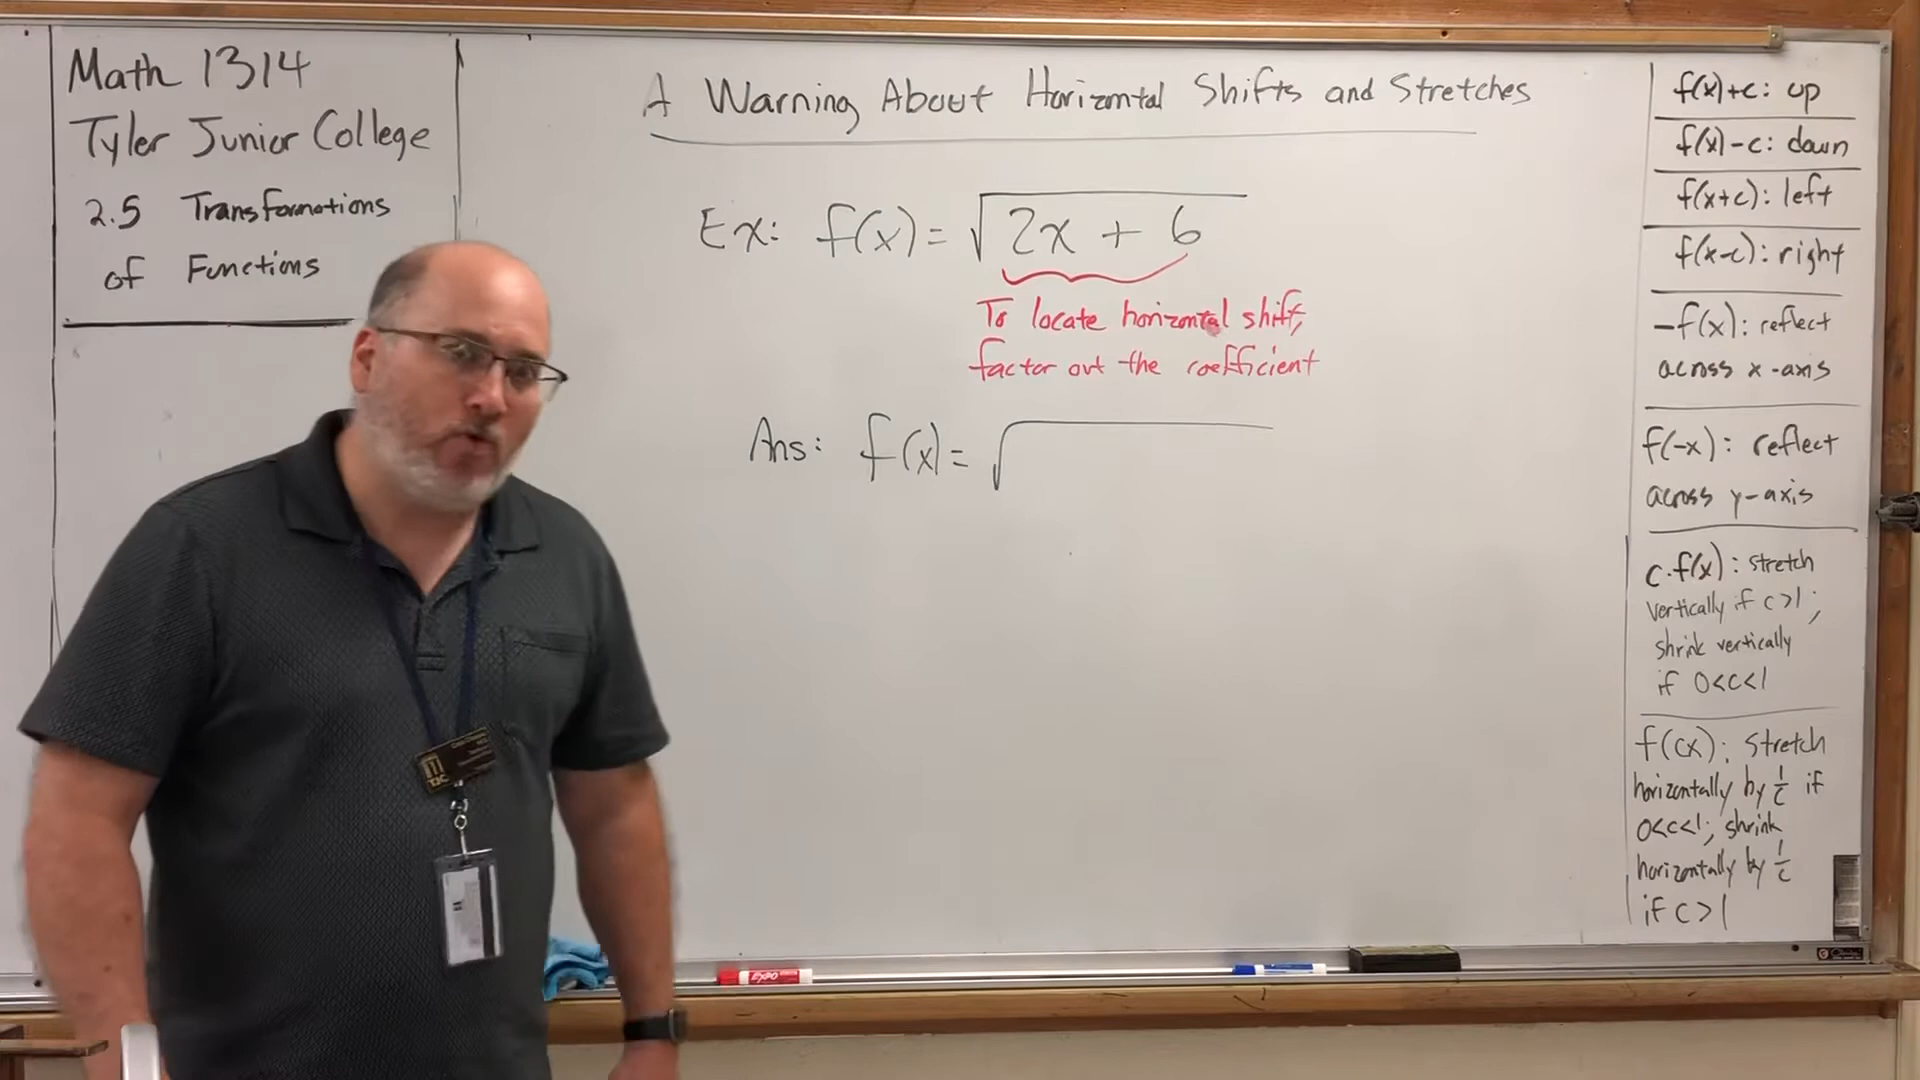 Math 1314
Tyler Junior College
2.5 Transformations
of Functions
A Warning About Horizontal Shifts and Stretches
Ex: f(x) = √(2x + 6)
To locate horizontal shift,
factor out the coefficient
Ans: f(x) = √
f(x)+c: up
f(x)-c: down
f(x+c): left
f(x-c): right
-f(x): reflect
across x-axis
f(-x): reflect
across y-axis
c·f(x): stretch
vertically if c>1;
shrink vertically
if 0<c<1
f(cx): stretch
horizontally by 1/c if
0<c<1; shrink
horizontally by 1/c
if c>1
TJC
EXPO